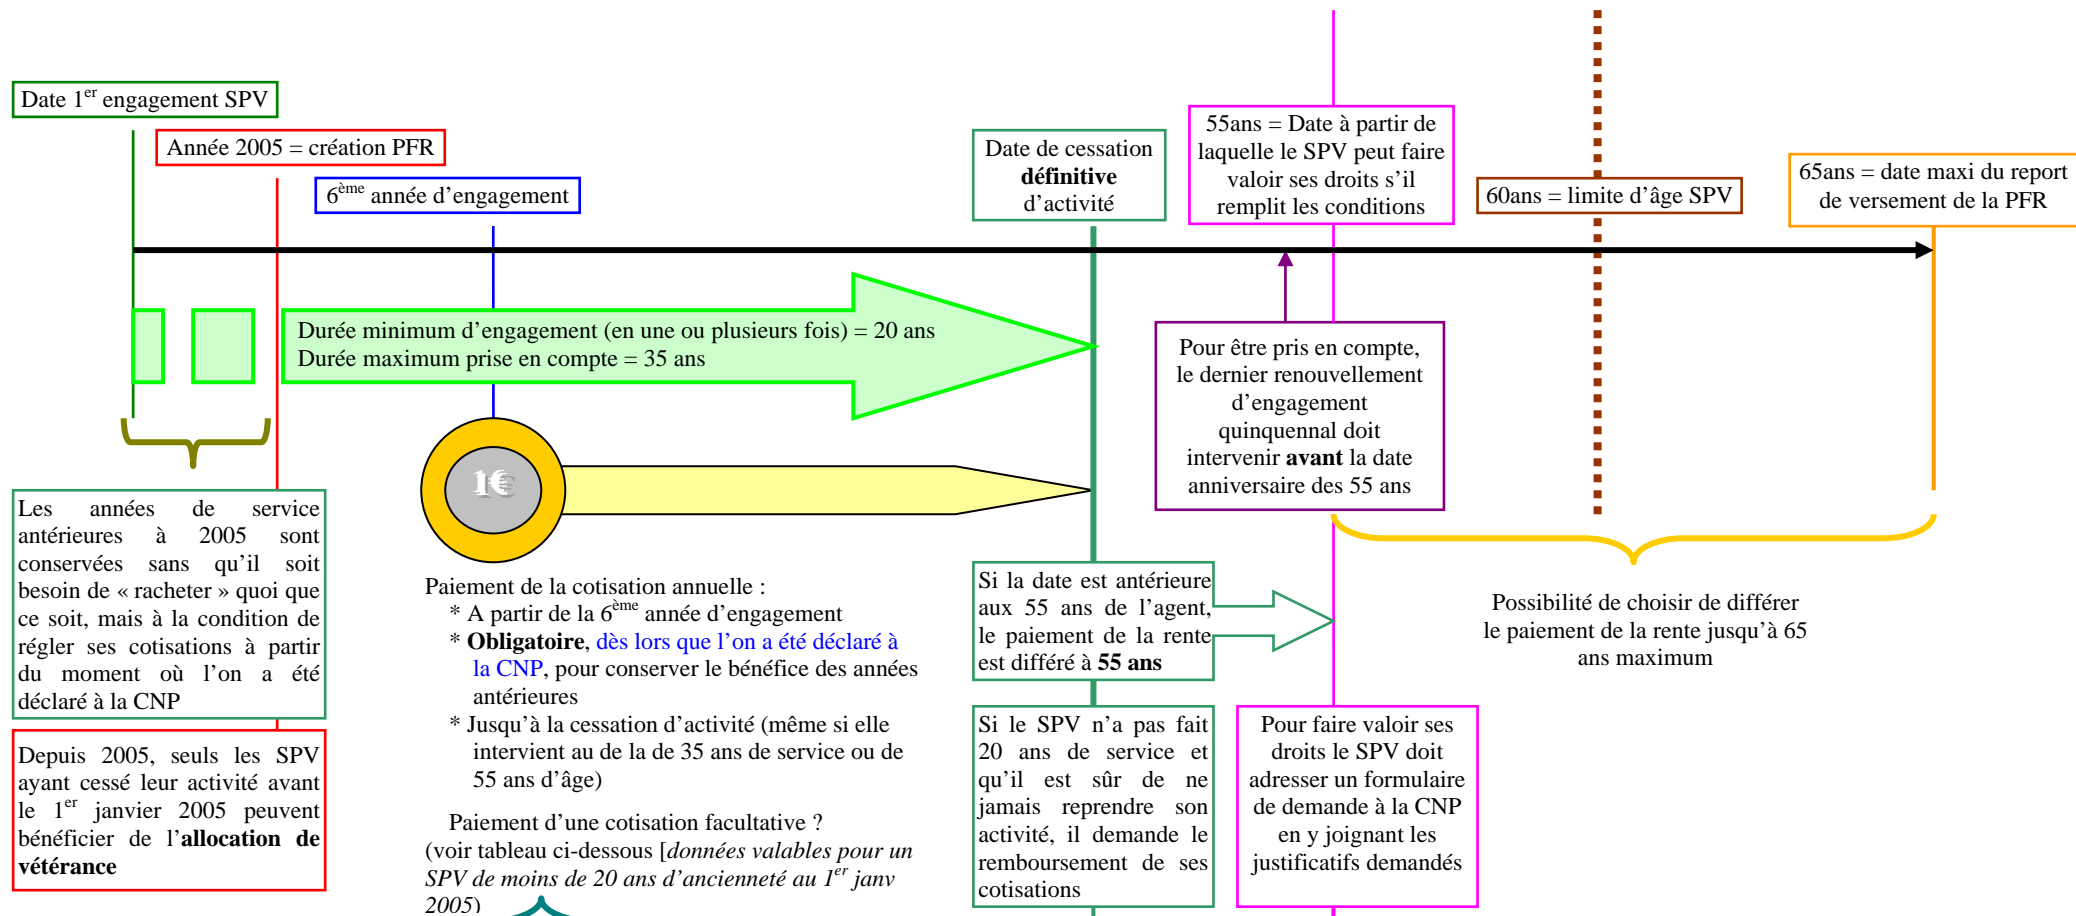 Date 1er engagement SPV
Année 2005 = création PFR
6ème année d’engagement
Date de cessation
définitive
d’activité
55ans = Date à partir de
laquelle le SPV peut faire
valoir ses droits s’il
remplit les conditions
60ans = limite d’âge SPV
65ans = date maxi du report
de versement de la PFR
Durée minimum d’engagement (en une ou plusieurs fois) = 20 ans
Durée maximum prise en compte = 35 ans
Pour être pris en compte,
le dernier renouvellement
d’engagement
quinquennal doit
intervenir avant la date
anniversaire des 55 ans
1€
Les années de service
antérieures à 2005 sont
conservées sans qu’il soit
besoin de « racheter » quoi que
ce soit, mais à la condition de
régler ses cotisations à partir
du moment où l’on a été
déclaré à la CNP
Depuis 2005, seuls les SPV
ayant cessé leur activité avant
le 1er janvier 2005 peuvent
bénéficier de l’allocation de
vétérance
Paiement de la cotisation annuelle :
* A partir de la 6ème année d’engagement
* Obligatoire, dès lors que l’on a été déclaré à
la CNP, pour conserver le bénéfice des années
antérieures
* Jusqu’à la cessation d’activité (même si elle
intervient au de la de 35 ans de service ou de
55 ans d’âge)
Paiement d’une cotisation facultative ?
(voir tableau ci-dessous [données valables pour un
SPV de moins de 20 ans d’ancienneté au 1er janv
2005)
Si la date est antérieure
aux 55 ans de l’agent,
le paiement de la rente
est différé à 55 ans
Si le SPV n’a pas fait
20 ans de service et
qu’il est sûr de ne
jamais reprendre son
activité, il demande le
remboursement de ses
cotisations
Pour faire valoir ses
droits le SPV doit
adresser un formulaire
de demande à la CNP
en y joignant les
justificatifs demandés
Possibilité de choisir de différer
le paiement de la rente jusqu’à 65
ans maximum